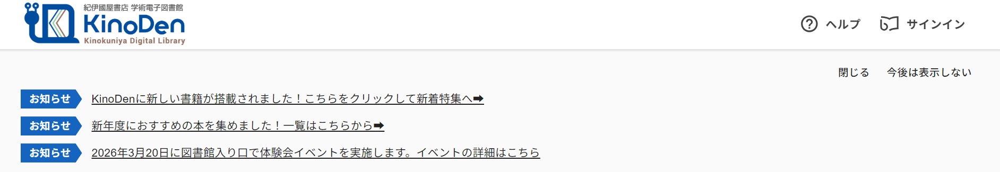 紀伊國屋書店 学術電子図書館
KinoDen
Kinokuniya Digital Library
ヘルプ
サインイン
閉じる 今後は表示しない
お知らせ KinoDenに新しい書籍が搭載されました！こちらをクリックして新着特集へ➡
お知らせ 新年度におすすめの本を集めました！一覧はこちらから➡
お知らせ 2026年3月20日に図書館入り口で体験会イベントを実施します。イベントの詳細はこちら